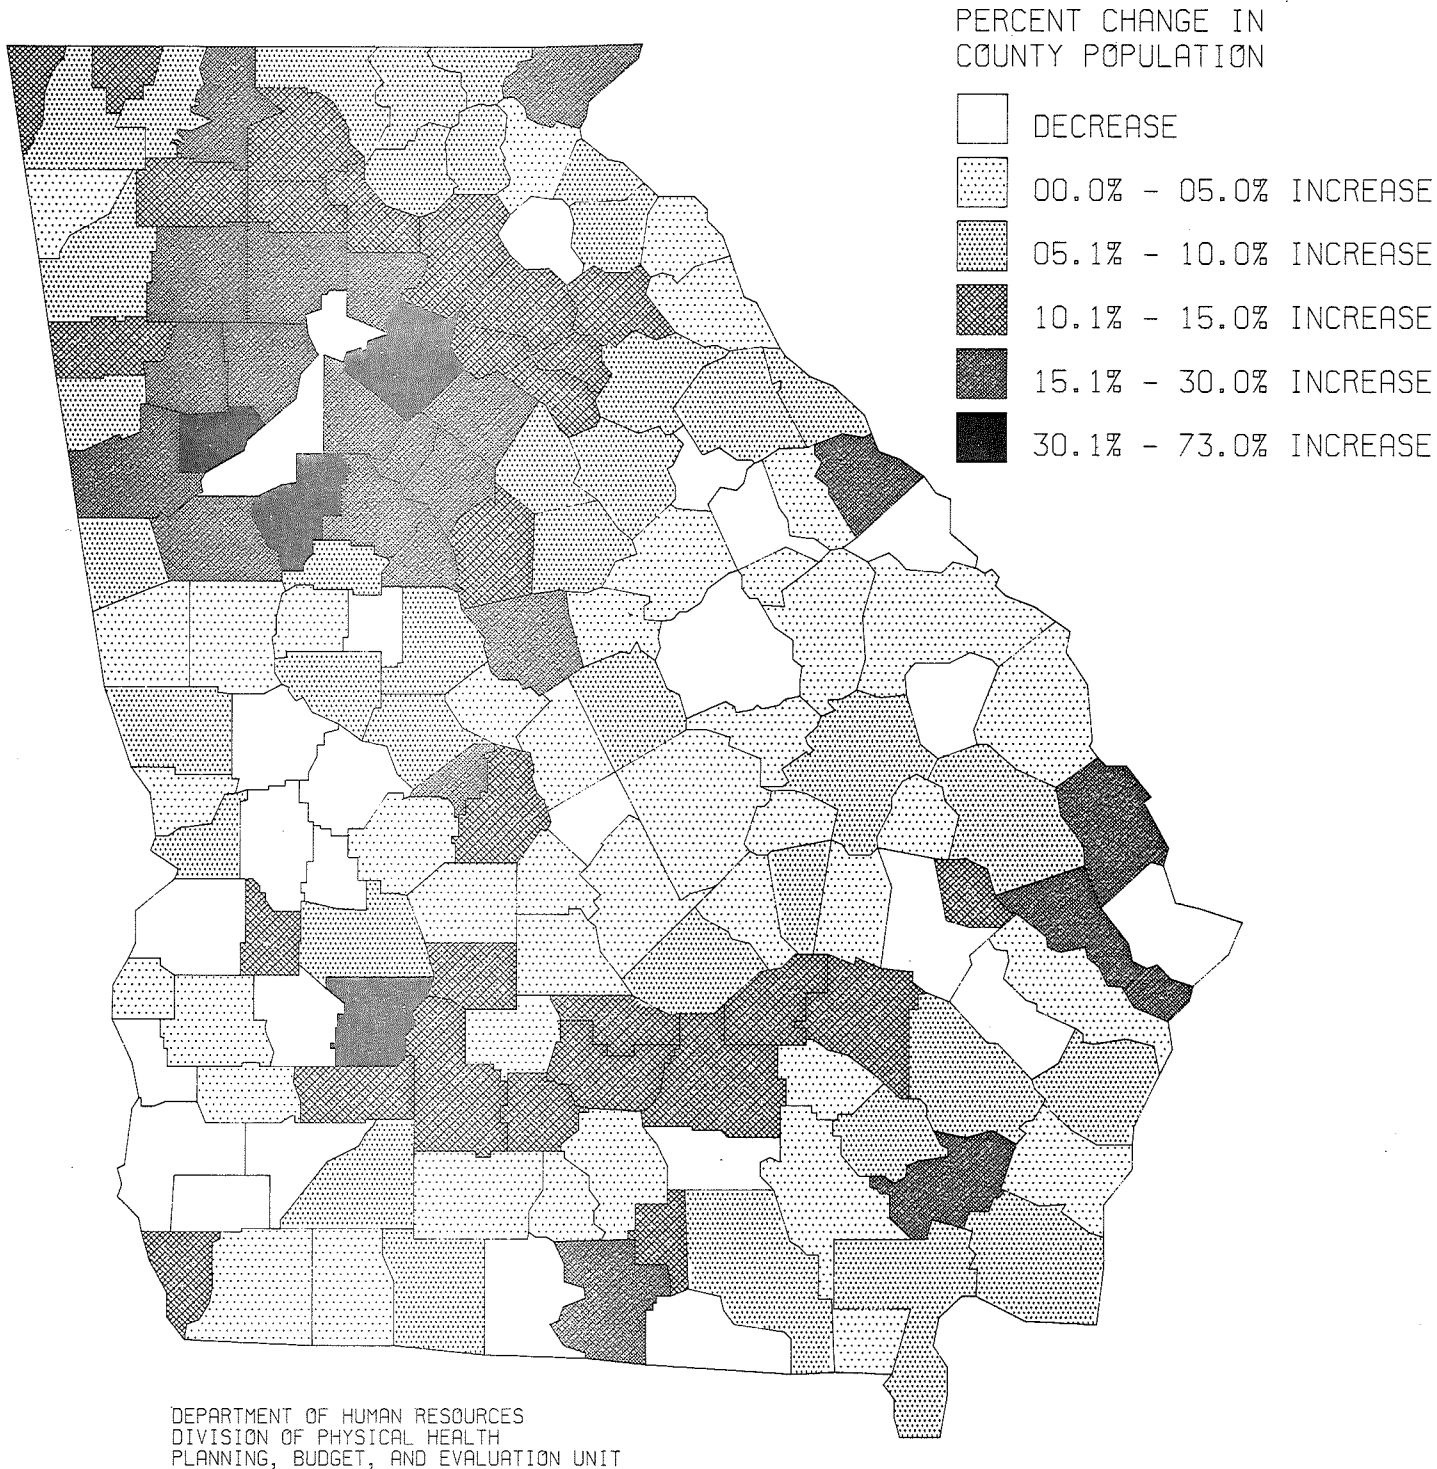 PERCENT CHANGE IN
COUNTY POPULATION
DECREASE
00.0% - 05.0% INCREASE
05.1% - 10.0% INCREASE
10.1% - 15.0% INCREASE
15.1% - 30.0% INCREASE
30.1% - 73.0% INCREASE
DEPARTMENT OF HUMAN RESOURCES
DIVISION OF PHYSICAL HEALTH
PLANNING, BUDGET, AND EVALUATION UNIT